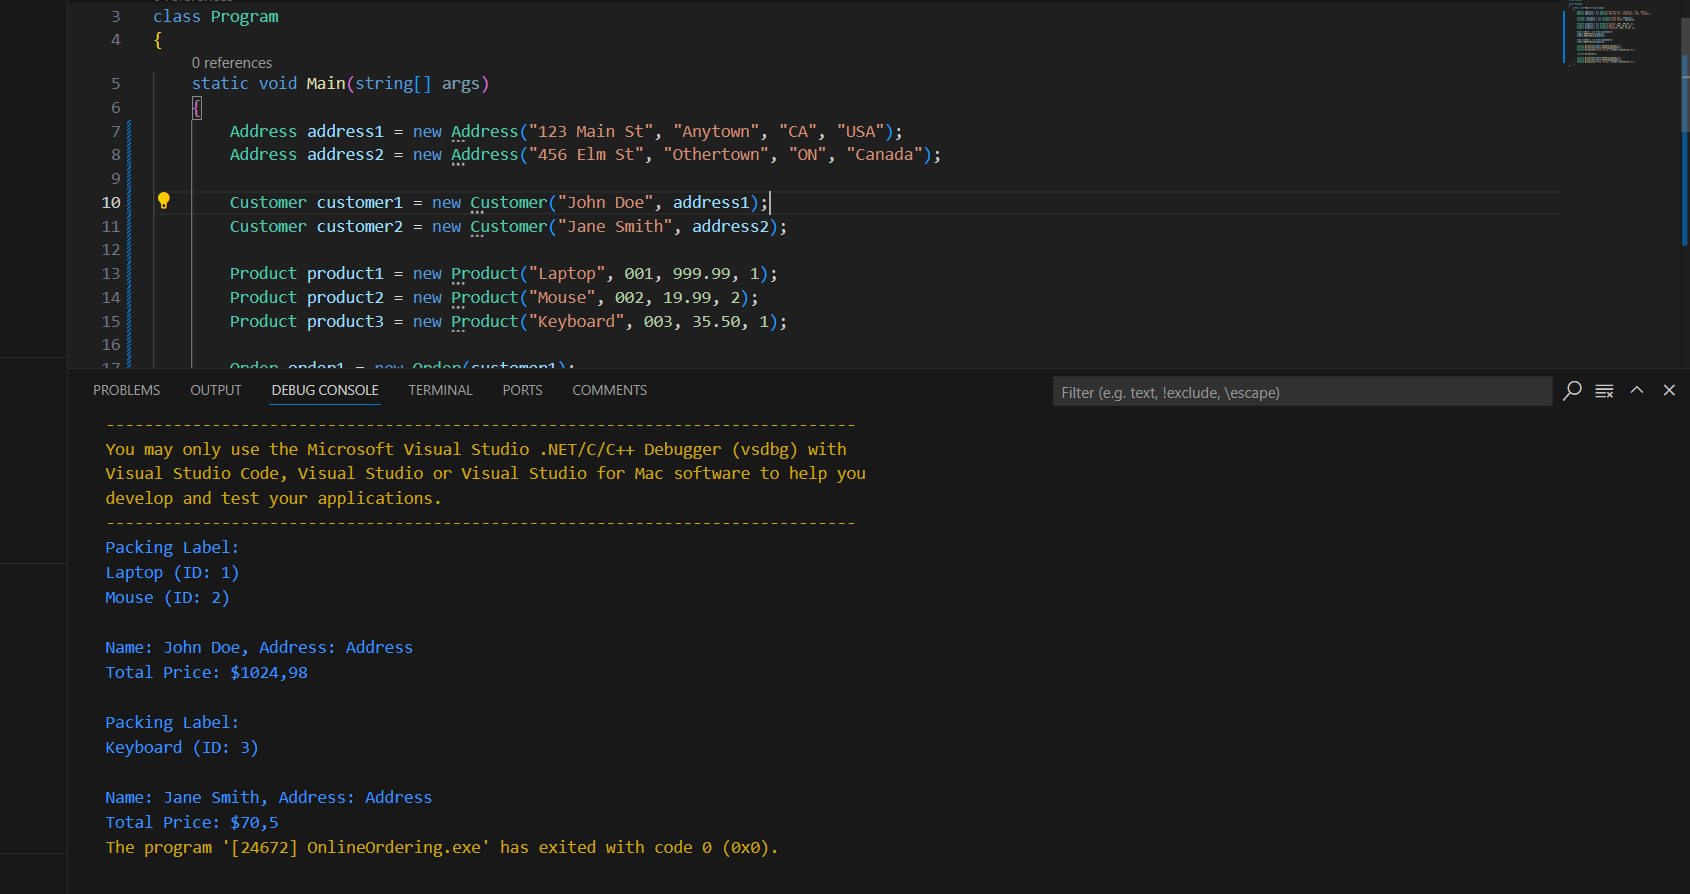 3 class Program
4 {
0 references
5 static void Main(string[] args)
6 {
7 Address address1 = new Address("123 Main St", "Anytown", "CA", "USA");
8 Address address2 = new Address("456 Elm St", "Othertown", "ON", "Canada");
9
10 Customer customer1 = new Customer("John Doe", address1);
11 Customer customer2 = new Customer("Jane Smith", address2);
12
13 Product product1 = new Product("Laptop", 001, 999.99, 1);
14 Product product2 = new Product("Mouse", 002, 19.99, 2);
15 Product product3 = new Product("Keyboard", 003, 35.50, 1);
16
17 Order order1 = new Order(customer1);
PROBLEMS OUTPUT DEBUG CONSOLE TERMINAL PORTS COMMENTS Filter (e.g. text, !exclude, \escape)
------------------------------------------------------------------------------
You may only use the Microsoft Visual Studio .NET/C/C++ Debugger (vsdbg) with
Visual Studio Code, Visual Studio or Visual Studio for Mac software to help you
develop and test your applications.
------------------------------------------------------------------------------
Packing Label:
Laptop (ID: 1)
Mouse (ID: 2)
Name: John Doe, Address: Address
Total Price: $1024,98
Packing Label:
Keyboard (ID: 3)
Name: Jane Smith, Address: Address
Total Price: $70,5
The program '[24672] OnlineOrdering.exe' has exited with code 0 (0x0).